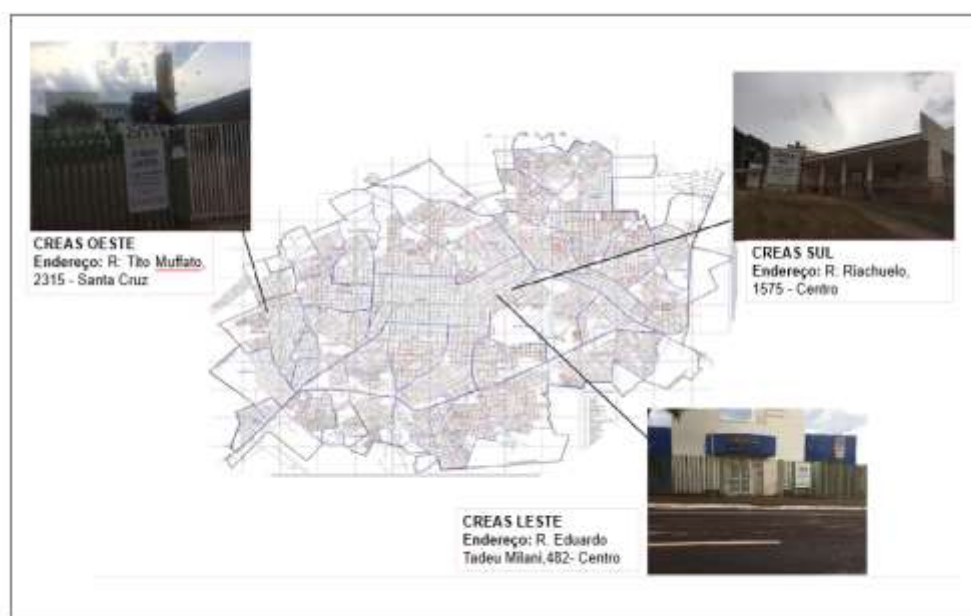 CREAS OESTE
Endereço: R: Tito Muffato,
2315 - Santa Cruz
CREAS SUL
Endereço: R. Riachuelo,
1575 - Centro
CREAS LESTE
Endereço: R. Eduardo
Tadeu Milani,482- Centro